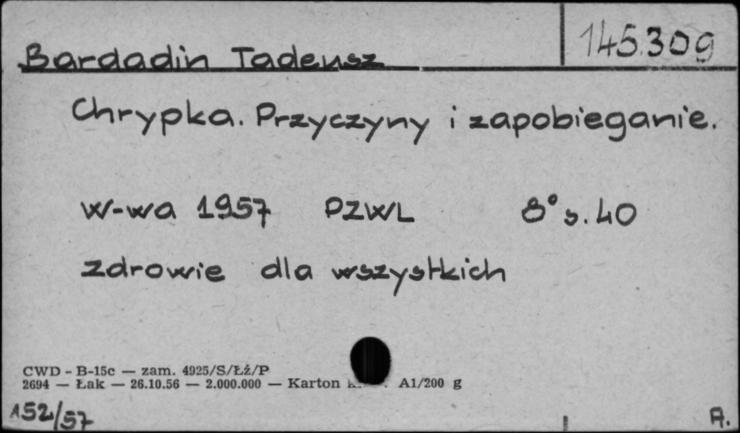 Bardadin Tadeusz 145.309
Chrypka. Przyczyny i zapobieganie.
W-wa 1957 PZWL 8° s. 40
zdrowie dla wszystkich
CWD - B-15c — zam. 4925/S/Łź/P
2694 — Łak — 26.10.56 — 2.000.000 — Karton A1/200 g
152/57 A.